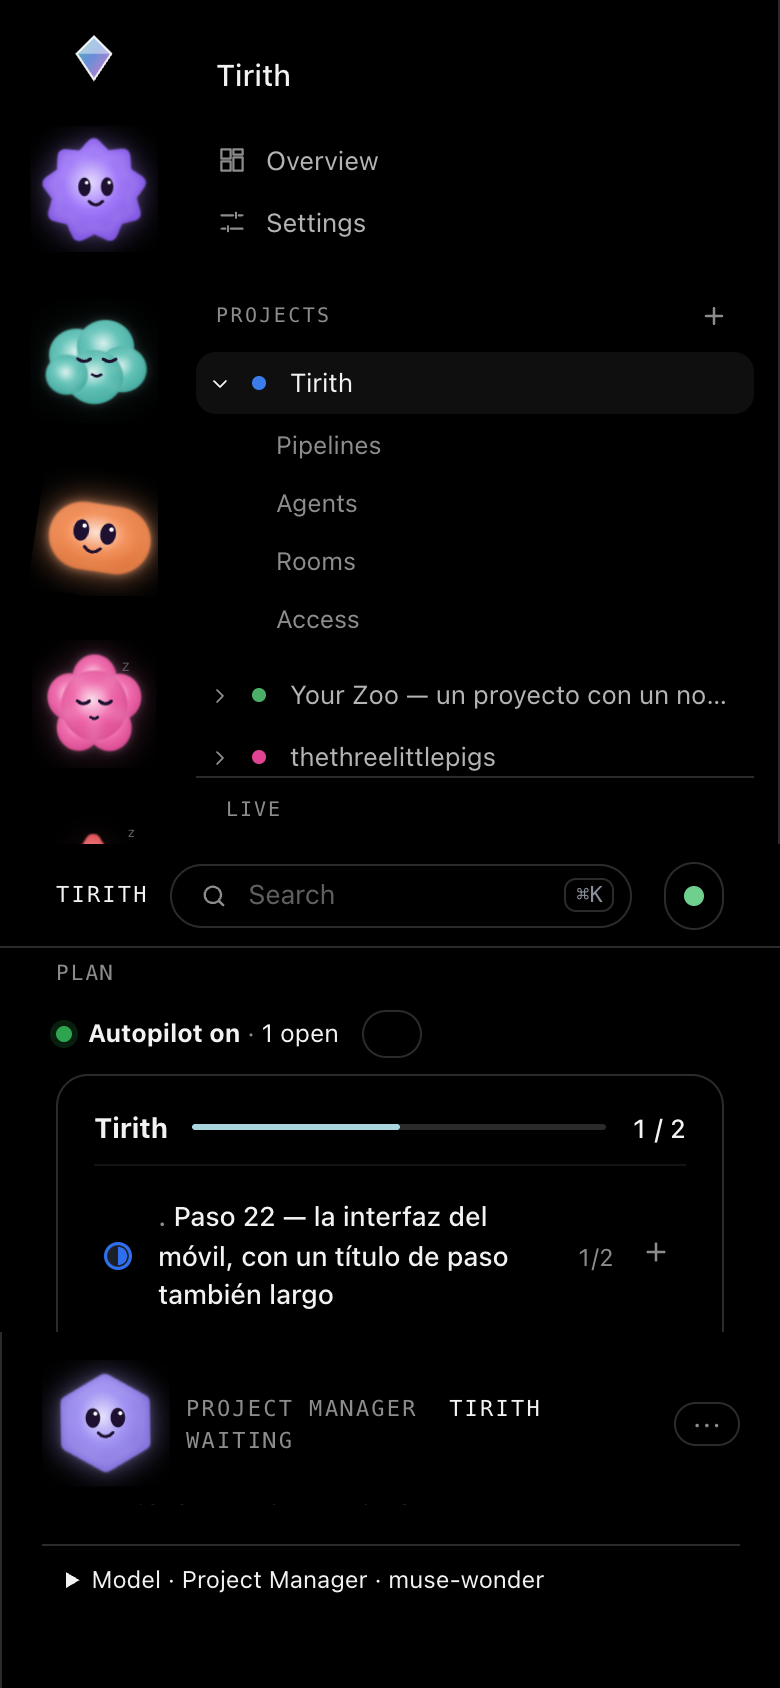 Tirith
Overview
Settings
PROJECTS
Tirith
Pipelines
Agents
Rooms
Access
z
Your Zoo — un proyecto con un no...
thethreelittlepigs
LIVE
z
TIRITH
Search
⌘K
PLAN
Autopilot on · 1 open
Tirith
1 / 2
. Paso 22 — la interfaz del
móvil, con un título de paso
también largo
1/2
PROJECT MANAGER TIRITH
WAITING
Model · Project Manager · muse-wonder